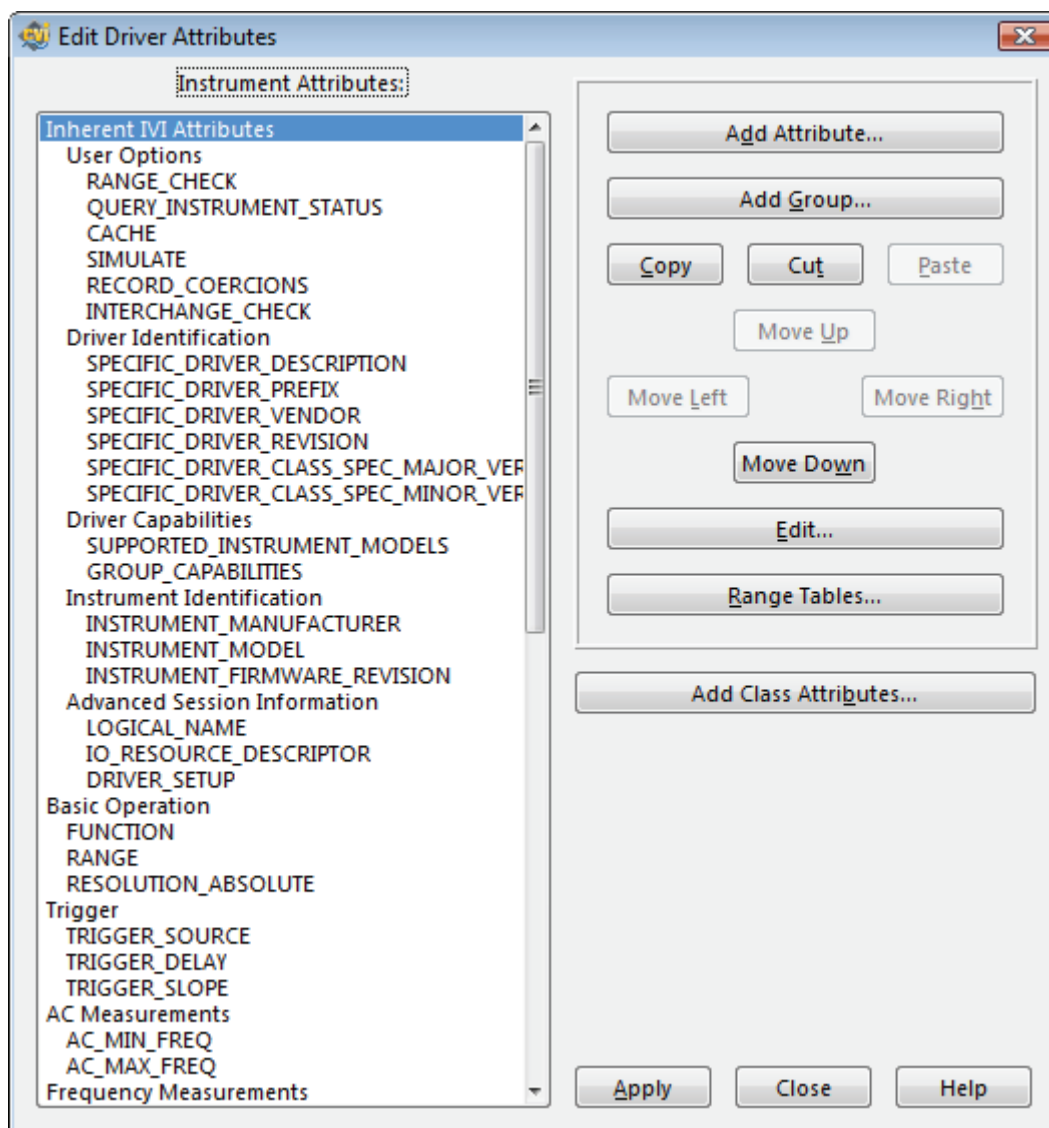 Edit Driver Attributes
Instrument Attributes:
Inherent IVI Attributes
User Options
RANGE_CHECK
QUERY_INSTRUMENT_STATUS
CACHE
SIMULATE
RECORD_COERCIONS
INTERCHANGE_CHECK
Driver Identification
SPECIFIC_DRIVER_DESCRIPTION
SPECIFIC_DRIVER_PREFIX
SPECIFIC_DRIVER_VENDOR
SPECIFIC_DRIVER_REVISION
SPECIFIC_DRIVER_CLASS_SPEC_MAJOR_VER
SPECIFIC_DRIVER_CLASS_SPEC_MINOR_VER
Driver Capabilities
SUPPORTED_INSTRUMENT_MODELS
GROUP_CAPABILITIES
Instrument Identification
INSTRUMENT_MANUFACTURER
INSTRUMENT_MODEL
INSTRUMENT_FIRMWARE_REVISION
Advanced Session Information
LOGICAL_NAME
IO_RESOURCE_DESCRIPTOR
DRIVER_SETUP
Basic Operation
FUNCTION
RANGE
RESOLUTION_ABSOLUTE
Trigger
TRIGGER_SOURCE
TRIGGER_DELAY
TRIGGER_SLOPE
AC Measurements
AC_MIN_FREQ
AC_MAX_FREQ
Frequency Measurements
Add Attribute...
Add Group...
Copy Cut Paste
Move Up
Move Left Move Right
Move Down
Edit...
Range Tables...
Add Class Attributes...
Apply Close Help